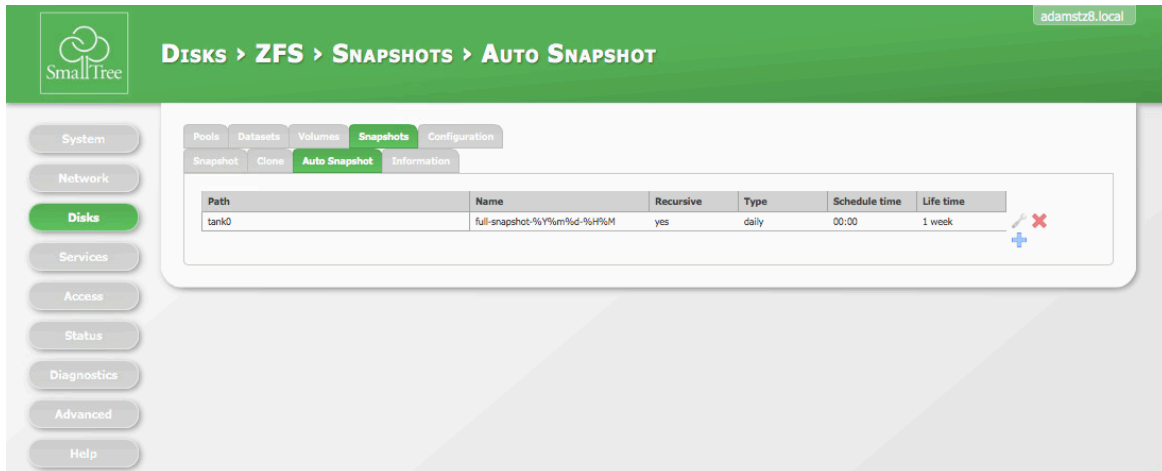 adamstz8.local
SmallTree
Disks > ZFS > Snapshots > Auto Snapshot
System
Network
Disks
Services
Access
Status
Diagnostics
Advanced
Help
Pools Datasets Volumes Snapshots Configuration
Snapshot Clone Auto Snapshot Information
Path Name Recursive Type Schedule time Life time
tank0 full-snapshot-%Y%m%d-%H%M yes daily 00:00 1 week